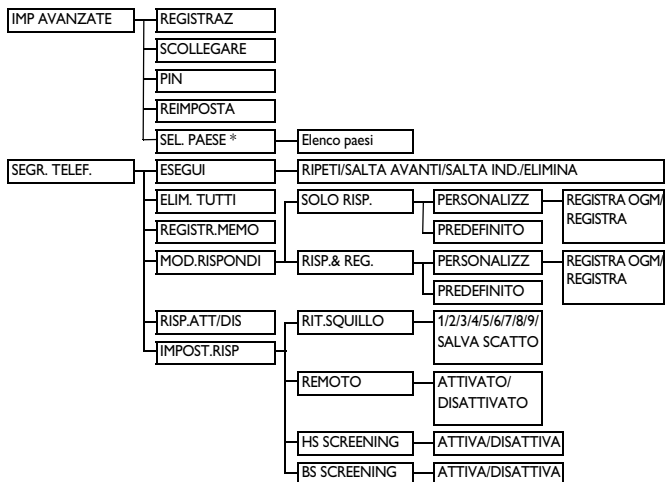 IMP AVANZATE
REGISTRAZ
SCOLLEGARE
PIN
REIMPOSTA
SEL. PAESE *
Elenco paesi
SEGR. TELEF.
ESEGUI
RIPETI/SALTA AVANTI/SALTA IND./ELIMINA
ELIM. TUTTI
REGISTR.MEMO
MOD.RISPONDI
SOLO RISP.
PERSONALIZZ
REGISTRA OGM/
REGISTRA
PREDEFINITO
RISP.& REG.
PERSONALIZZ
REGISTRA OGM/
REGISTRA
PREDEFINITO
RISP.ATT/DIS
IMPOST.RISP
RIT.SQUILLO
1/2/3/4/5/6/7/8/9/
SALVA SCATTO
REMOTO
ATTIVATO/
DISATTIVATO
HS SCREENING
ATTIVA/DISATTIVA
BS SCREENING
ATTIVA/DISATTIVA